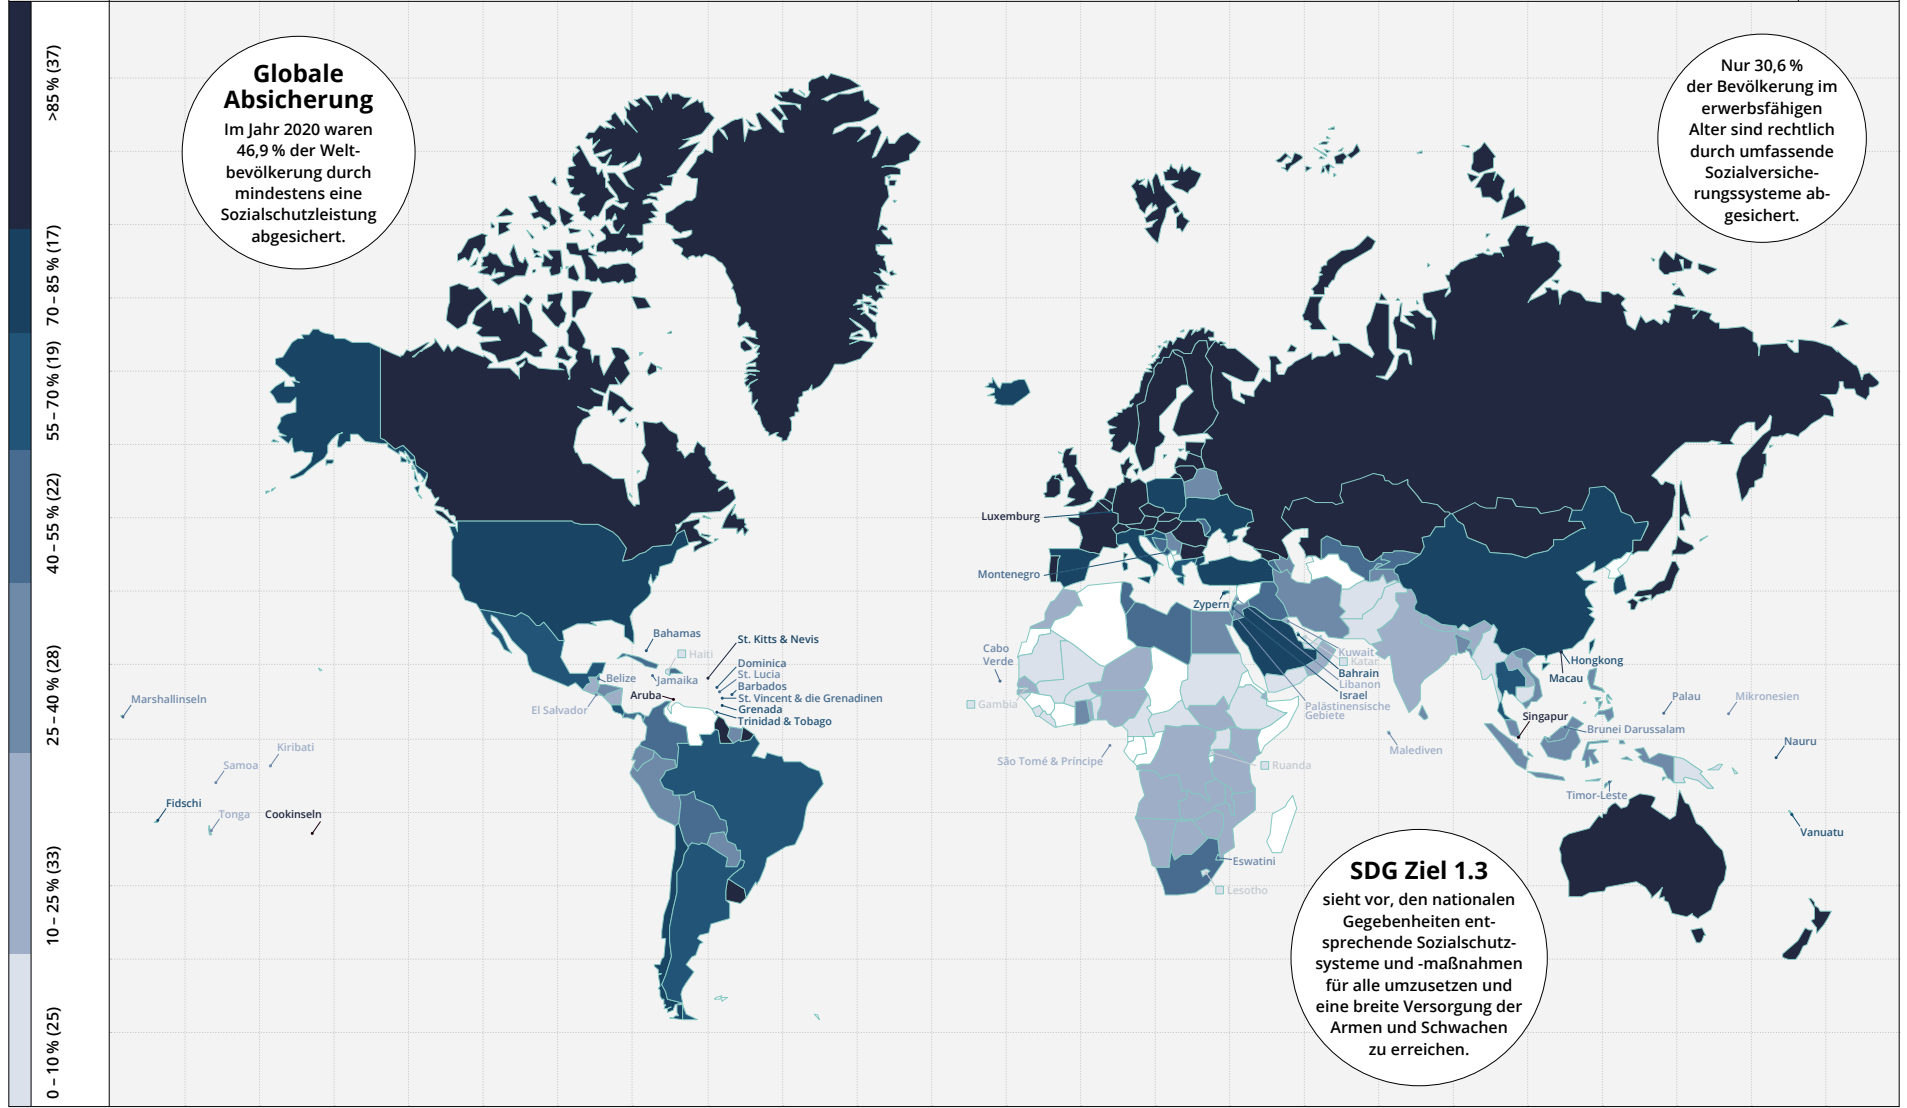 >85 % (37)
70 – 85 % (17)
55 – 70 % (19)
40 – 55 % (22)
25 – 40 % (28)
10 – 25 % (33)
0 – 10 % (25)
Globale
Absicherung
Im Jahr 2020 waren
46,9 % der Welt-
bevölkerung durch
mindestens eine
Sozialschutzleistung
abgesichert.
Nur 30,6 %
der Bevölkerung im
erwerbsfähigen
Alter sind rechtlich
durch umfassende
Sozialversiche-
rungssysteme ab-
gesichert.
Luxemburg
Montenegro
Zypern
Bahamas
St. Kitts & Nevis
Haiti
Dominica
St. Lucia
Belize
Jamaika
Barbados
Aruba
St. Vincent & die Grenadinen
El Salvador
Grenada
Trinidad & Tobago
Cabo
Verde
Gambia
São Tomé & Príncipe
Kuwait
Katar
Bahrain
Libanon
Israel
Palästinensische
Gebiete
Malediven
Ruanda
Eswatini
Lesotho
Hongkong
Macau
Singapur
Brunei Darussalam
Timor-Leste
Palau
Mikronesien
Nauru
Vanuatu
Marshallinseln
Kiribati
Samoa
Fidschi
Tonga
Cookinseln
SDG Ziel 1.3
sieht vor, den nationalen
Gegebenheiten ent-
sprechende Sozialschutz-
systeme und -maßnahmen
für alle umzusetzen und
eine breite Versorgung der
Armen und Schwachen
zu erreichen.